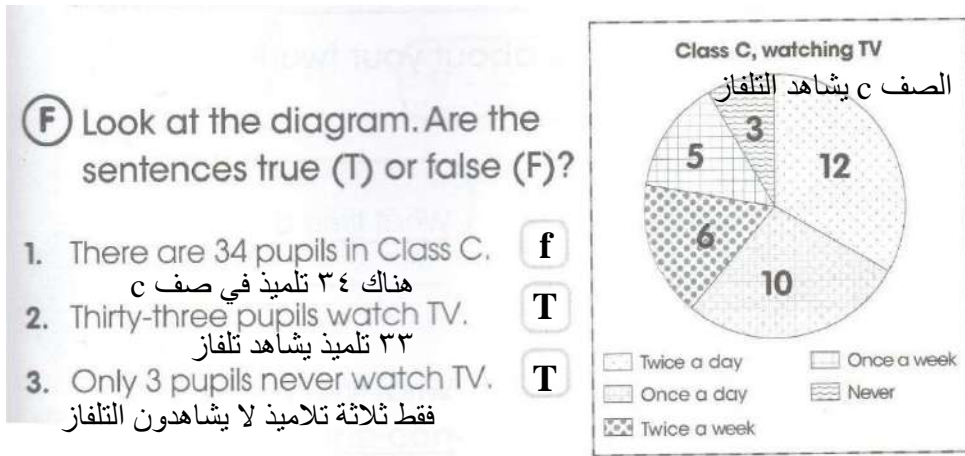 F Look at the diagram. Are the
sentences true (T) or false (F)?
1. There are 34 pupils in Class C. f
هناك ٣٤ تلميذ في صف c
2. Thirty-three pupils watch TV. T
٣٣ تلميذ يشاهد تلفاز
3. Only 3 pupils never watch TV. T
فقط ثلاثة تلاميذ لا يشاهدون التلفاز
Class C, watching TV
الصف c يشاهد التلفاز
3
5
12
6
10
Twice a day
Once a week
Once a day
Never
Twice a week